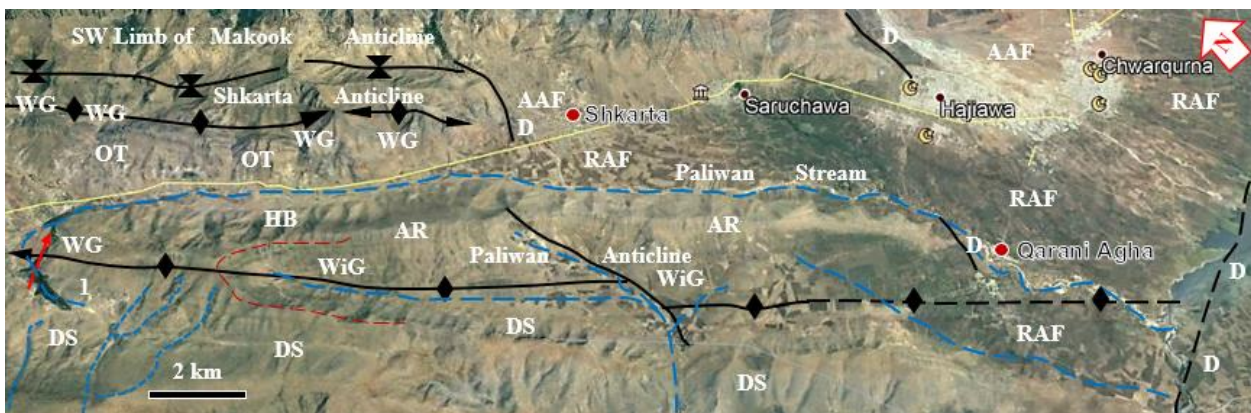 SW Limb of Makook Anticline
D
AAF
Chwarqurna
WG
WG
Shkarta Anticline
AAF
Shkarta
Saruchawa
Hajiawa
RAF
WG
WG
D
OT
OT
RAF
Paliwan Stream
RAF
HB
AR
AR
WG
Paliwan Anticline
D
Qarani Agha
WiG
WiG
D
1
DS
DS
DS
RAF
D
DS
2 km
N